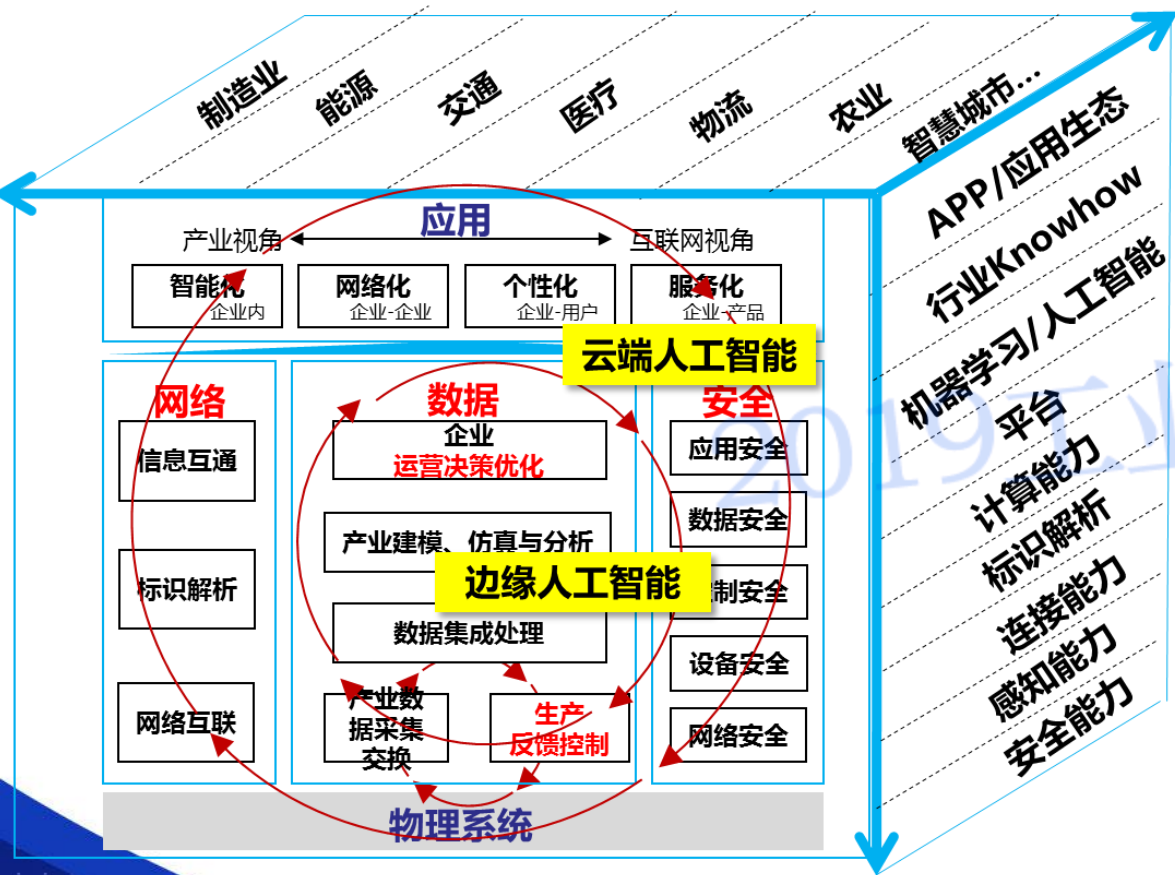 制造业
能源
交通
医疗
物流
农业
智慧城市...
APP/应用生态
行业Knowhow
机器学习/人工智能
平台
计算能力
标识解析
连接能力
感知能力
安全能力
应用
产业视角
互联网视角
智能化
企业内
网络化
企业-企业
个性化
企业-用户
服务化
企业-产品
云端人工智能
网络
信息互通
标识解析
网络互联
数据
企业
运营决策优化
产业建模、仿真与分析
边缘人工智能
数据集成处理
产业数
据采集
交换
生产
反馈控制
安全
应用安全
数据安全
制安全
设备安全
网络安全
物理系统
2019工业